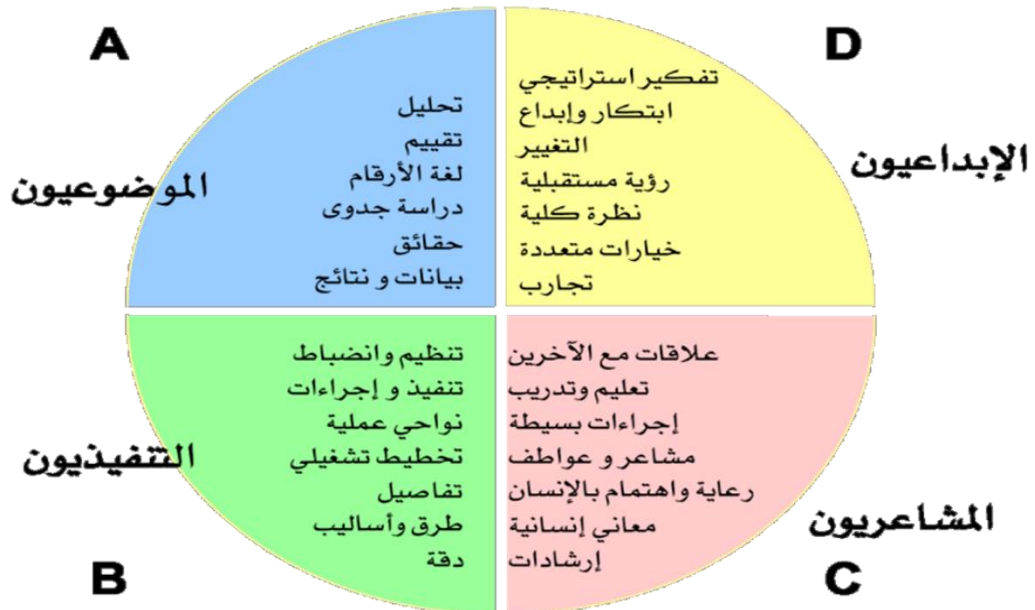 A
الموضوعيون
تحليل
تقييم
لغة الأرقام
دراسة جدوى
حقائق
بيانات و نتائج
D
الإبداعيون
تفكير استراتيجي
ابتكار وإبداع
التغيير
رؤية مستقبلية
نظرة كلية
خيارات متعددة
تجارب
B
التنفيذيون
تنظيم وانضباط
تنفيذ و إجراءات
نواحي عملية
تخطيط تشغيلي
تفاصيل
طرق وأساليب
دقة
C
المشاعريون
علاقات مع الآخرين
تعليم وتدريب
إجراءات بسيطة
مشاعر و عواطف
رعاية واهتمام بالإنسان
معاني إنسانية
إرشادات